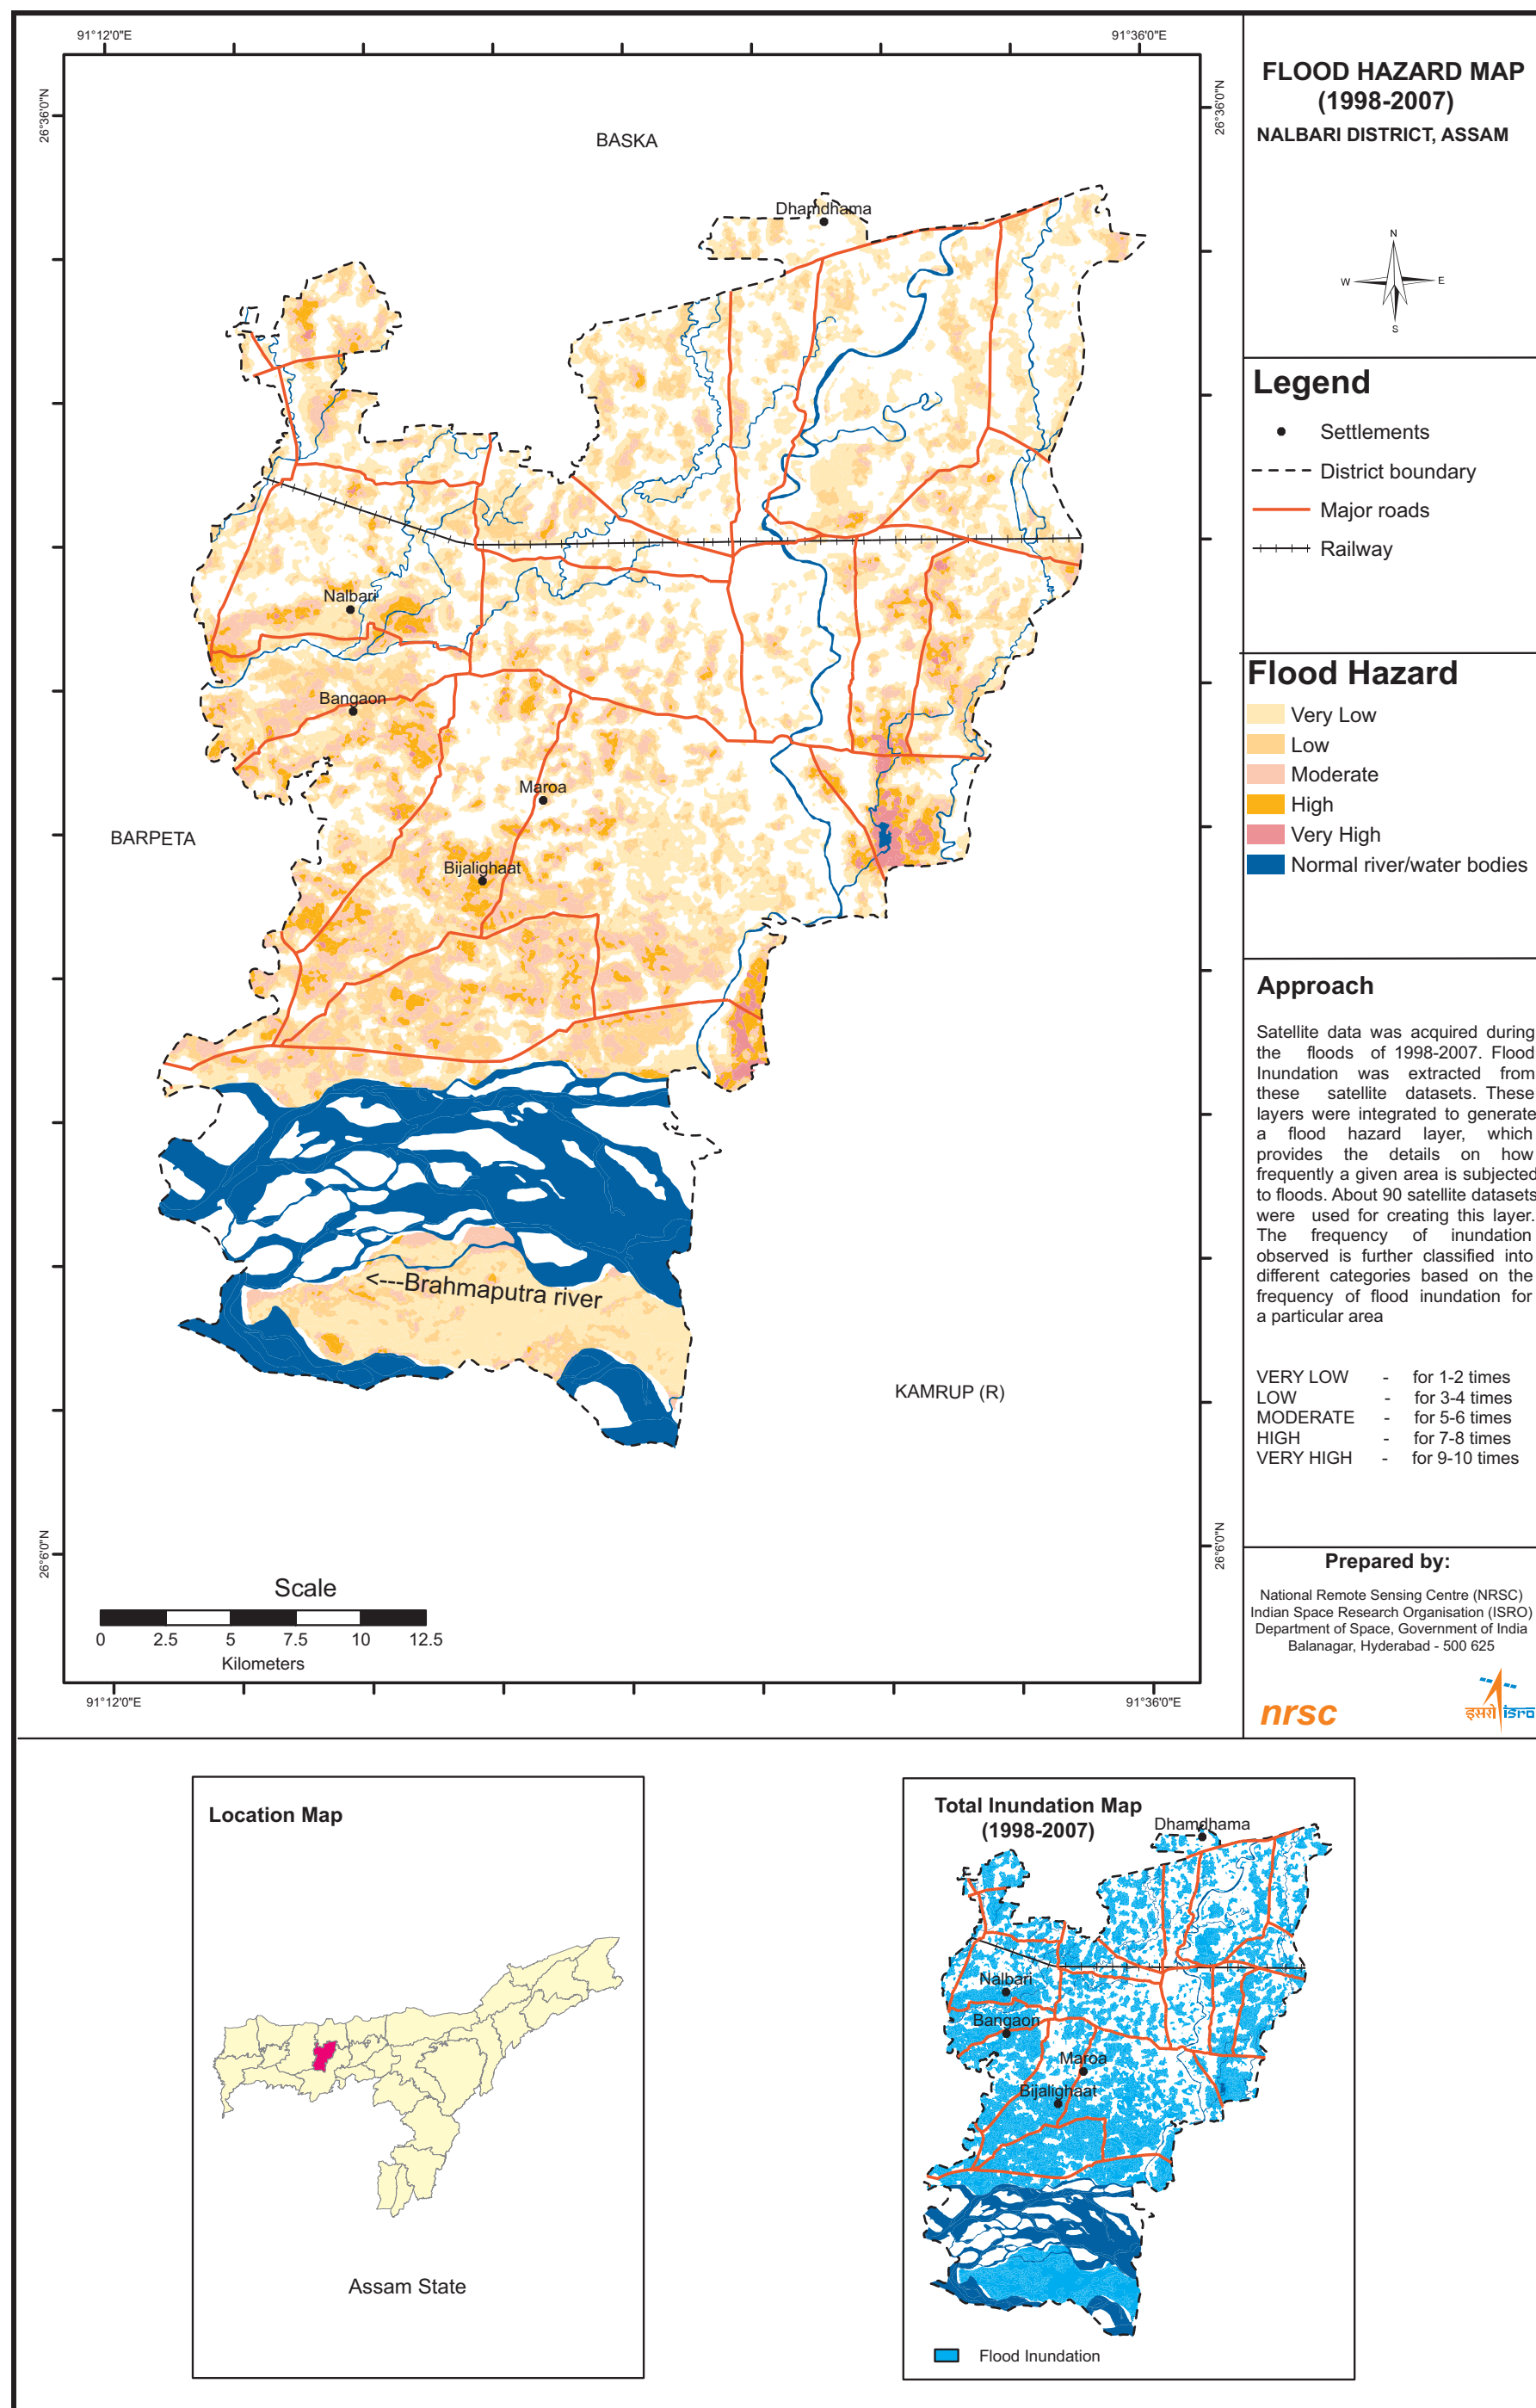 91°12'0"E
91°36'0"E
26°36'0"N
26°36'0"N
BASKA
Dhamdhama
Nalbari
Bangaon
Maroa
BARPETA
Bijalighaat
<---Brahmaputra river
KAMRUP (R)
26°6'0"N
26°6'0"N
Scale
0 2.5 5 7.5 10 12.5
Kilometers
91°12'0"E
91°36'0"E
FLOOD HAZARD MAP
(1998-2007)
NALBARI DISTRICT, ASSAM
N
W E
S
Legend
Settlements
District boundary
Major roads
Railway
Flood Hazard
Very Low
Low
Moderate
High
Very High
Normal river/water bodies
Approach
Satellite data was acquired during
the floods of 1998-2007. Flood
Inundation was extracted from
these satellite datasets. These
layers were integrated to generate
a flood hazard layer, which
provides the details on how
frequently a given area is subjected
to floods. About 90 satellite datasets
were used for creating this layer.
The frequency of inundation
observed is further classified into
different categories based on the
frequency of flood inundation for
a particular area
VERY LOW - for 1-2 times
LOW - for 3-4 times
MODERATE - for 5-6 times
HIGH - for 7-8 times
VERY HIGH - for 9-10 times
Prepared by:
National Remote Sensing Centre (NRSC)
Indian Space Research Organisation (ISRO)
Department of Space, Government of India
Balanagar, Hyderabad - 500 625
nrsc
इसरो isro
Location Map
Assam State
Total Inundation Map
(1998-2007)
Dhamdhama
Nalbari
Bangaon
Maroa
Bijalighaat
Flood Inundation